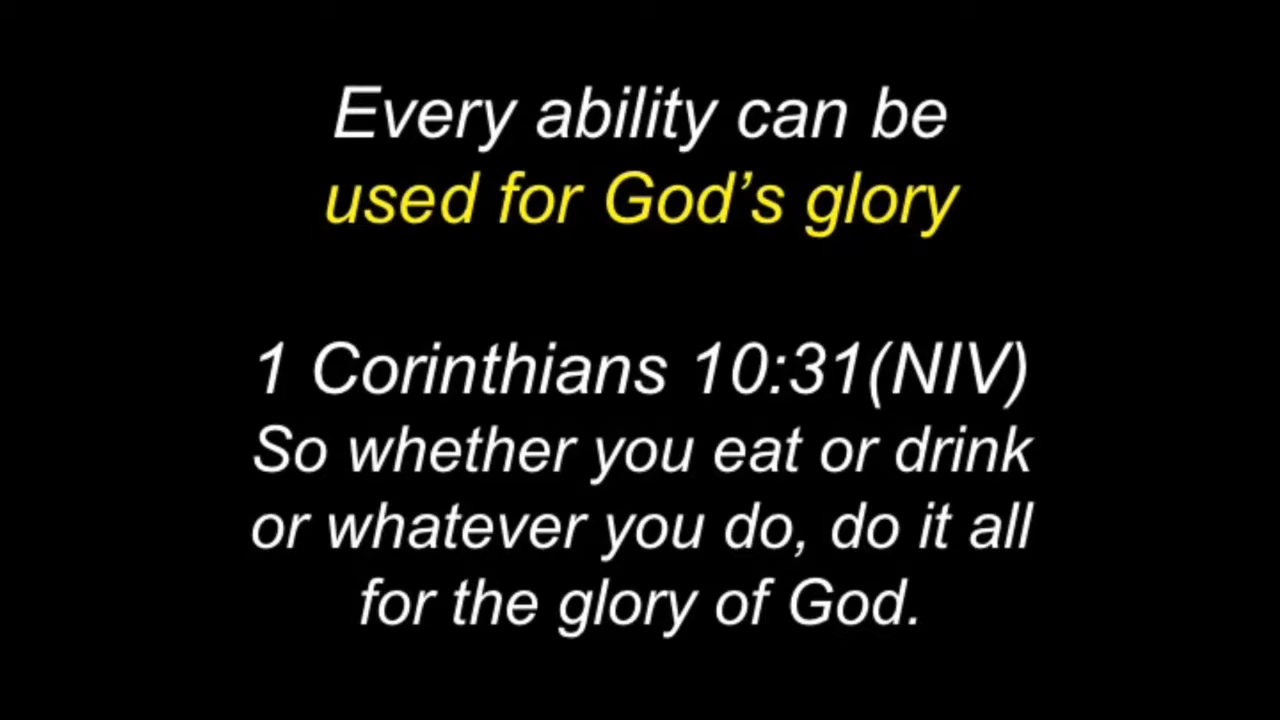 Every ability can be
used for God’s glory
1 Corinthians 10:31(NIV)
So whether you eat or drink
or whatever you do, do it all
for the glory of God.